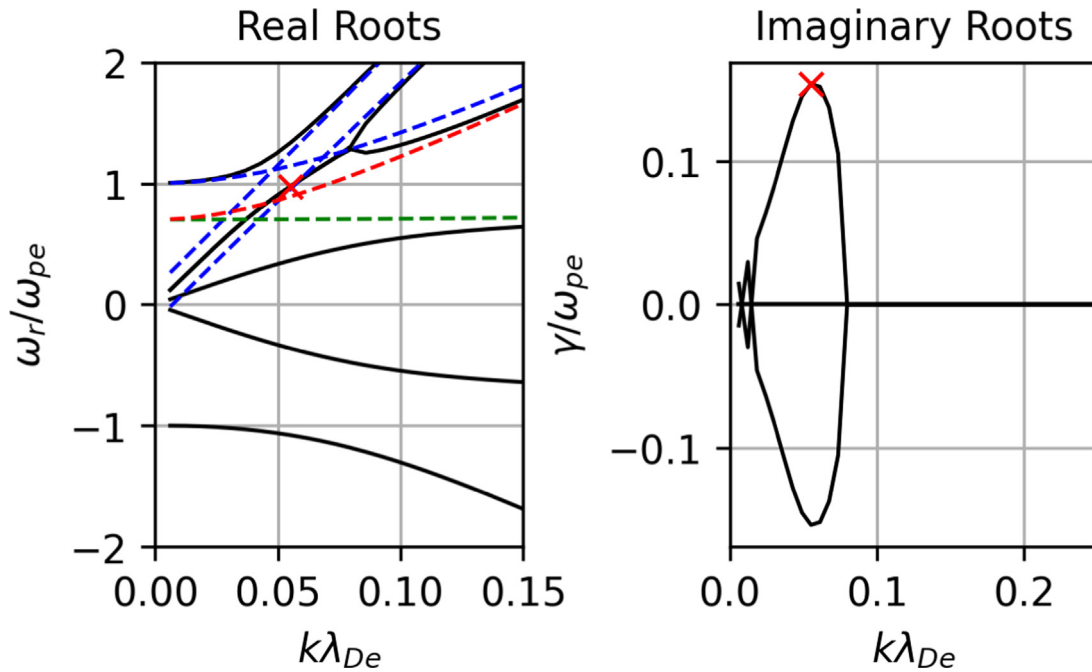 Real Roots
Imaginary Roots
ω_r/ω_pe
2
1
0
−1
−2
0.00 0.05 0.10 0.15
kλ_De
γ/ω_pe
0.1
0.0
−0.1
0.0 0.1 0.2
kλ_De